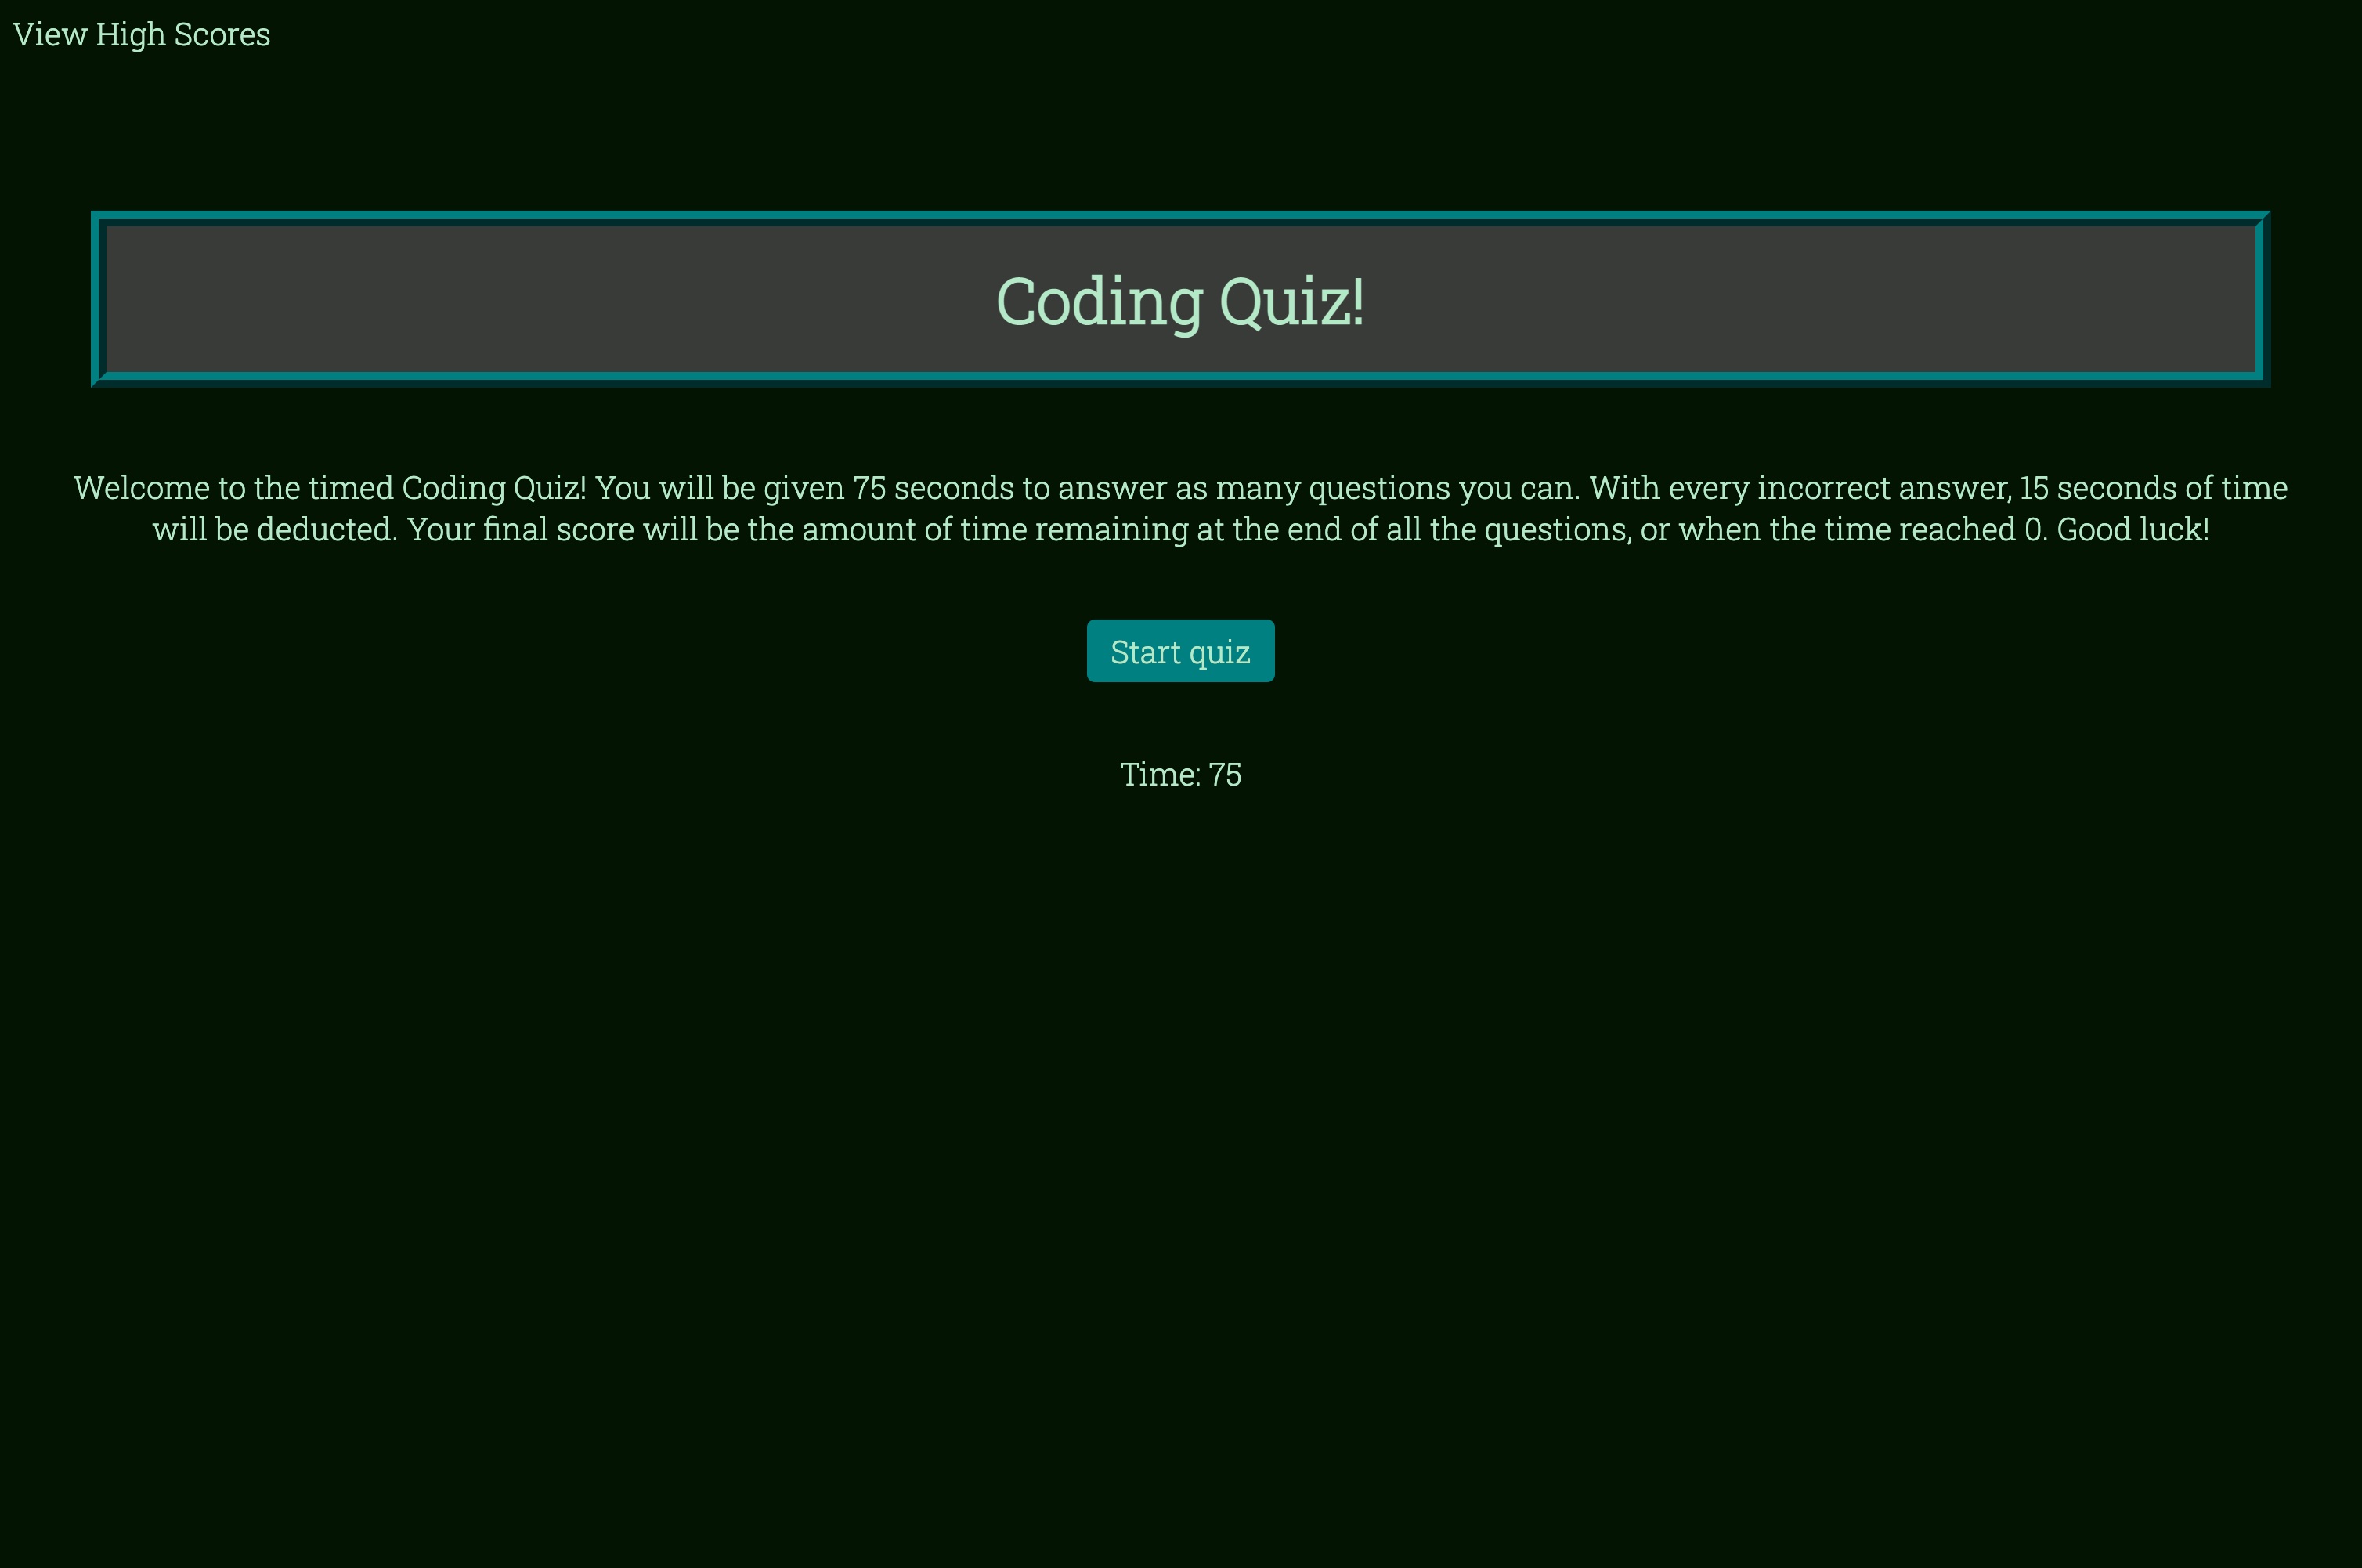 View High Scores
Coding Quiz!
Welcome to the timed Coding Quiz! You will be given 75 seconds to answer as many questions you can. With every incorrect answer, 15 seconds of time
will be deducted. Your final score will be the amount of time remaining at the end of all the questions, or when the time reached 0. Good luck!
Start quiz
Time: 75